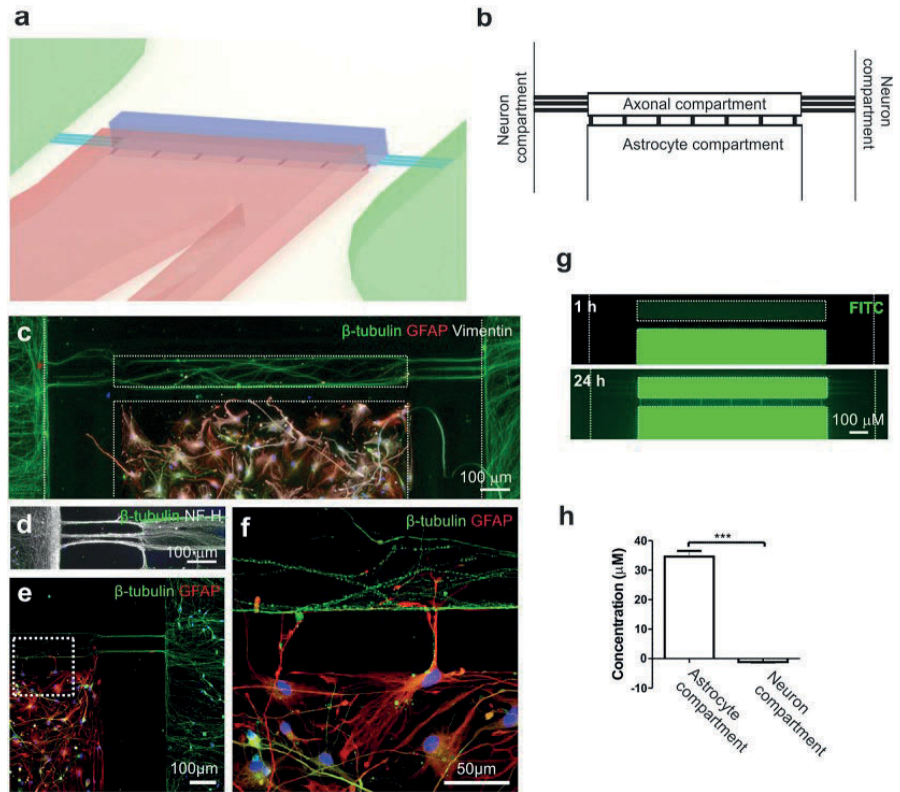 a
b
Neuron
compartment
Axonal compartment
Astrocyte compartment
Neuron
compartment
c
β-tubulin GFAP Vimentin
100 µm
d
β-tubulin NF-H
100 µm
e
β-tubulin GFAP
100µm
f
β-tubulin GFAP
50µm
g
1 h
FITC
24 h
100 µM
h
Concentration (µM)
40
30
20
10
0
-10
***
Astrocyte
compartment
Neuron
compartment